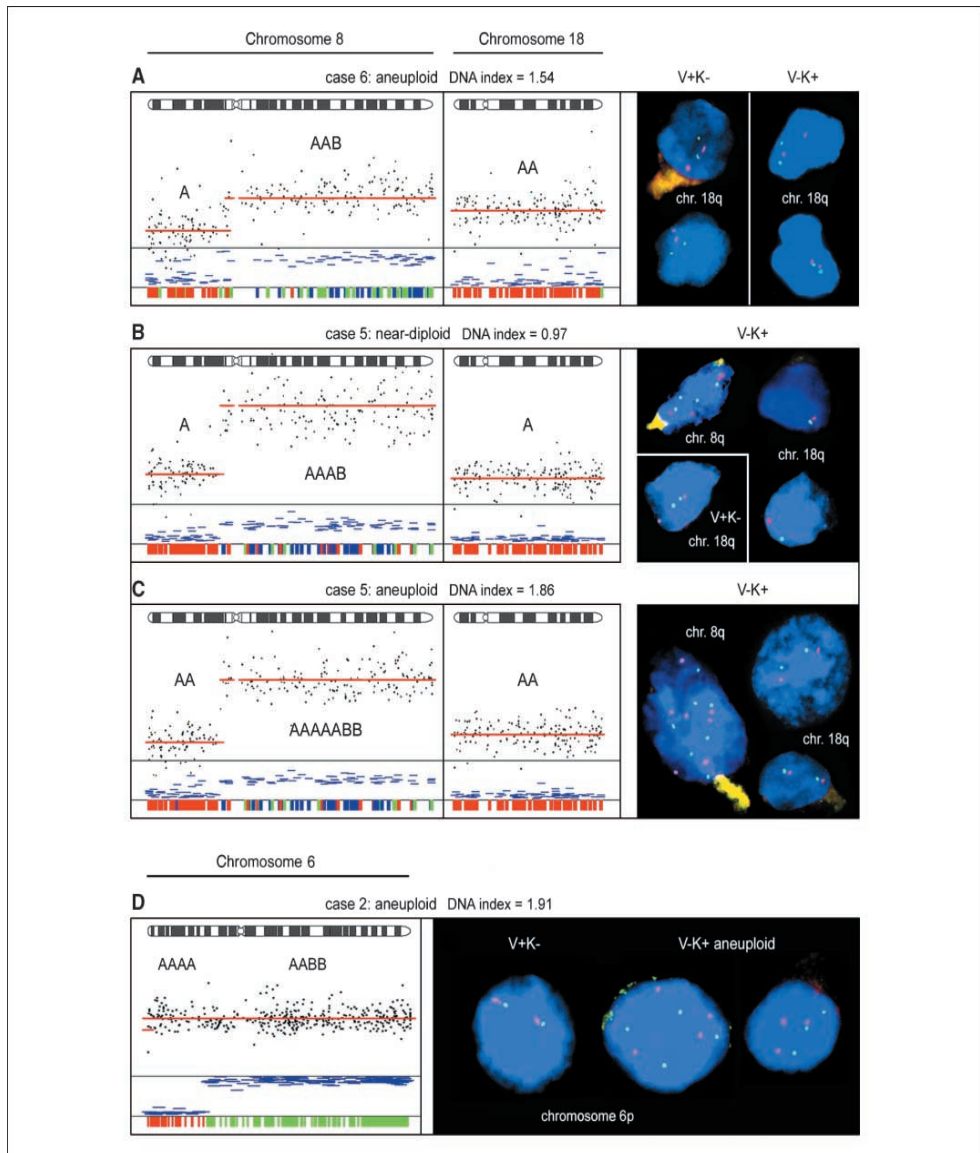 Chromosome 8
Chromosome 18
A
case 6: aneuploid DNA index = 1.54
V+K-
V-K+
A
AAB
AA
chr. 18q
chr. 18q
B
case 5: near-diploid DNA index = 0.97
V-K+
A
AAAB
A
chr. 8q
chr. 18q
V+K-
chr. 18q
C
case 5: aneuploid DNA index = 1.86
V-K+
AA
AAAAABB
AA
chr. 8q
chr. 18q
Chromosome 6
D
case 2: aneuploid DNA index = 1.91
AAAA
AABB
V+K-
V-K+ aneuploid
chromosome 6p